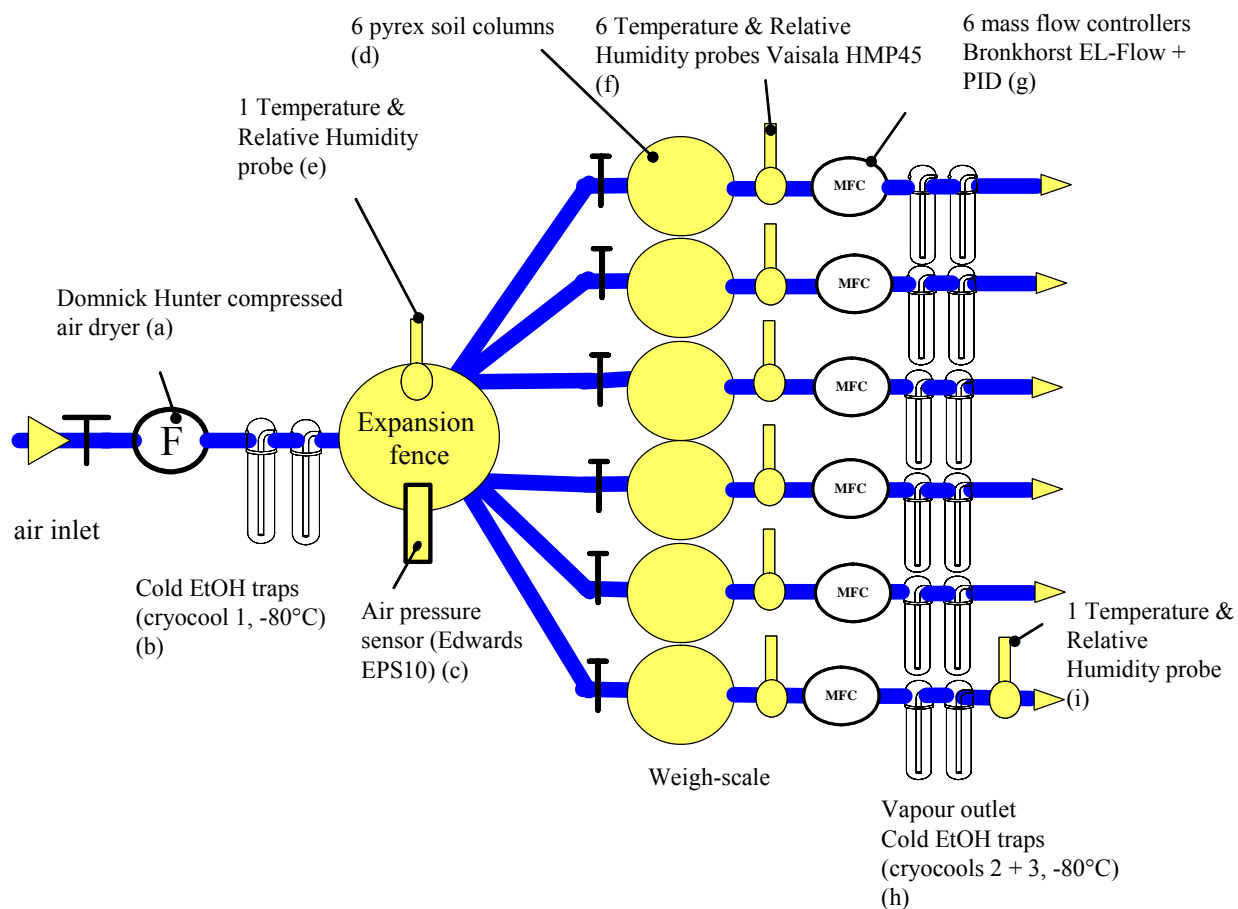 6 pyrex soil columns
(d)
6 Temperature & Relative
Humidity probes Vaisala HMP45
(f)
6 mass flow controllers
Bronkhorst EL-Flow +
PID (g)
1 Temperature &
Relative Humidity
probe (e)
MFC
MFC
Domnick Hunter compressed
air dryer (a)
MFC
Expansion
fence
F
MFC
air inlet
Cold EtOH traps
(cryocool 1, -80°C)
(b)
Air pressure
sensor (Edwards
EPS10) (c)
MFC
1 Temperature &
Relative
Humidity probe
(i)
MFC
Weigh-scale
Vapour outlet
Cold EtOH traps
(cryocools 2 + 3, -80°C)
(h)